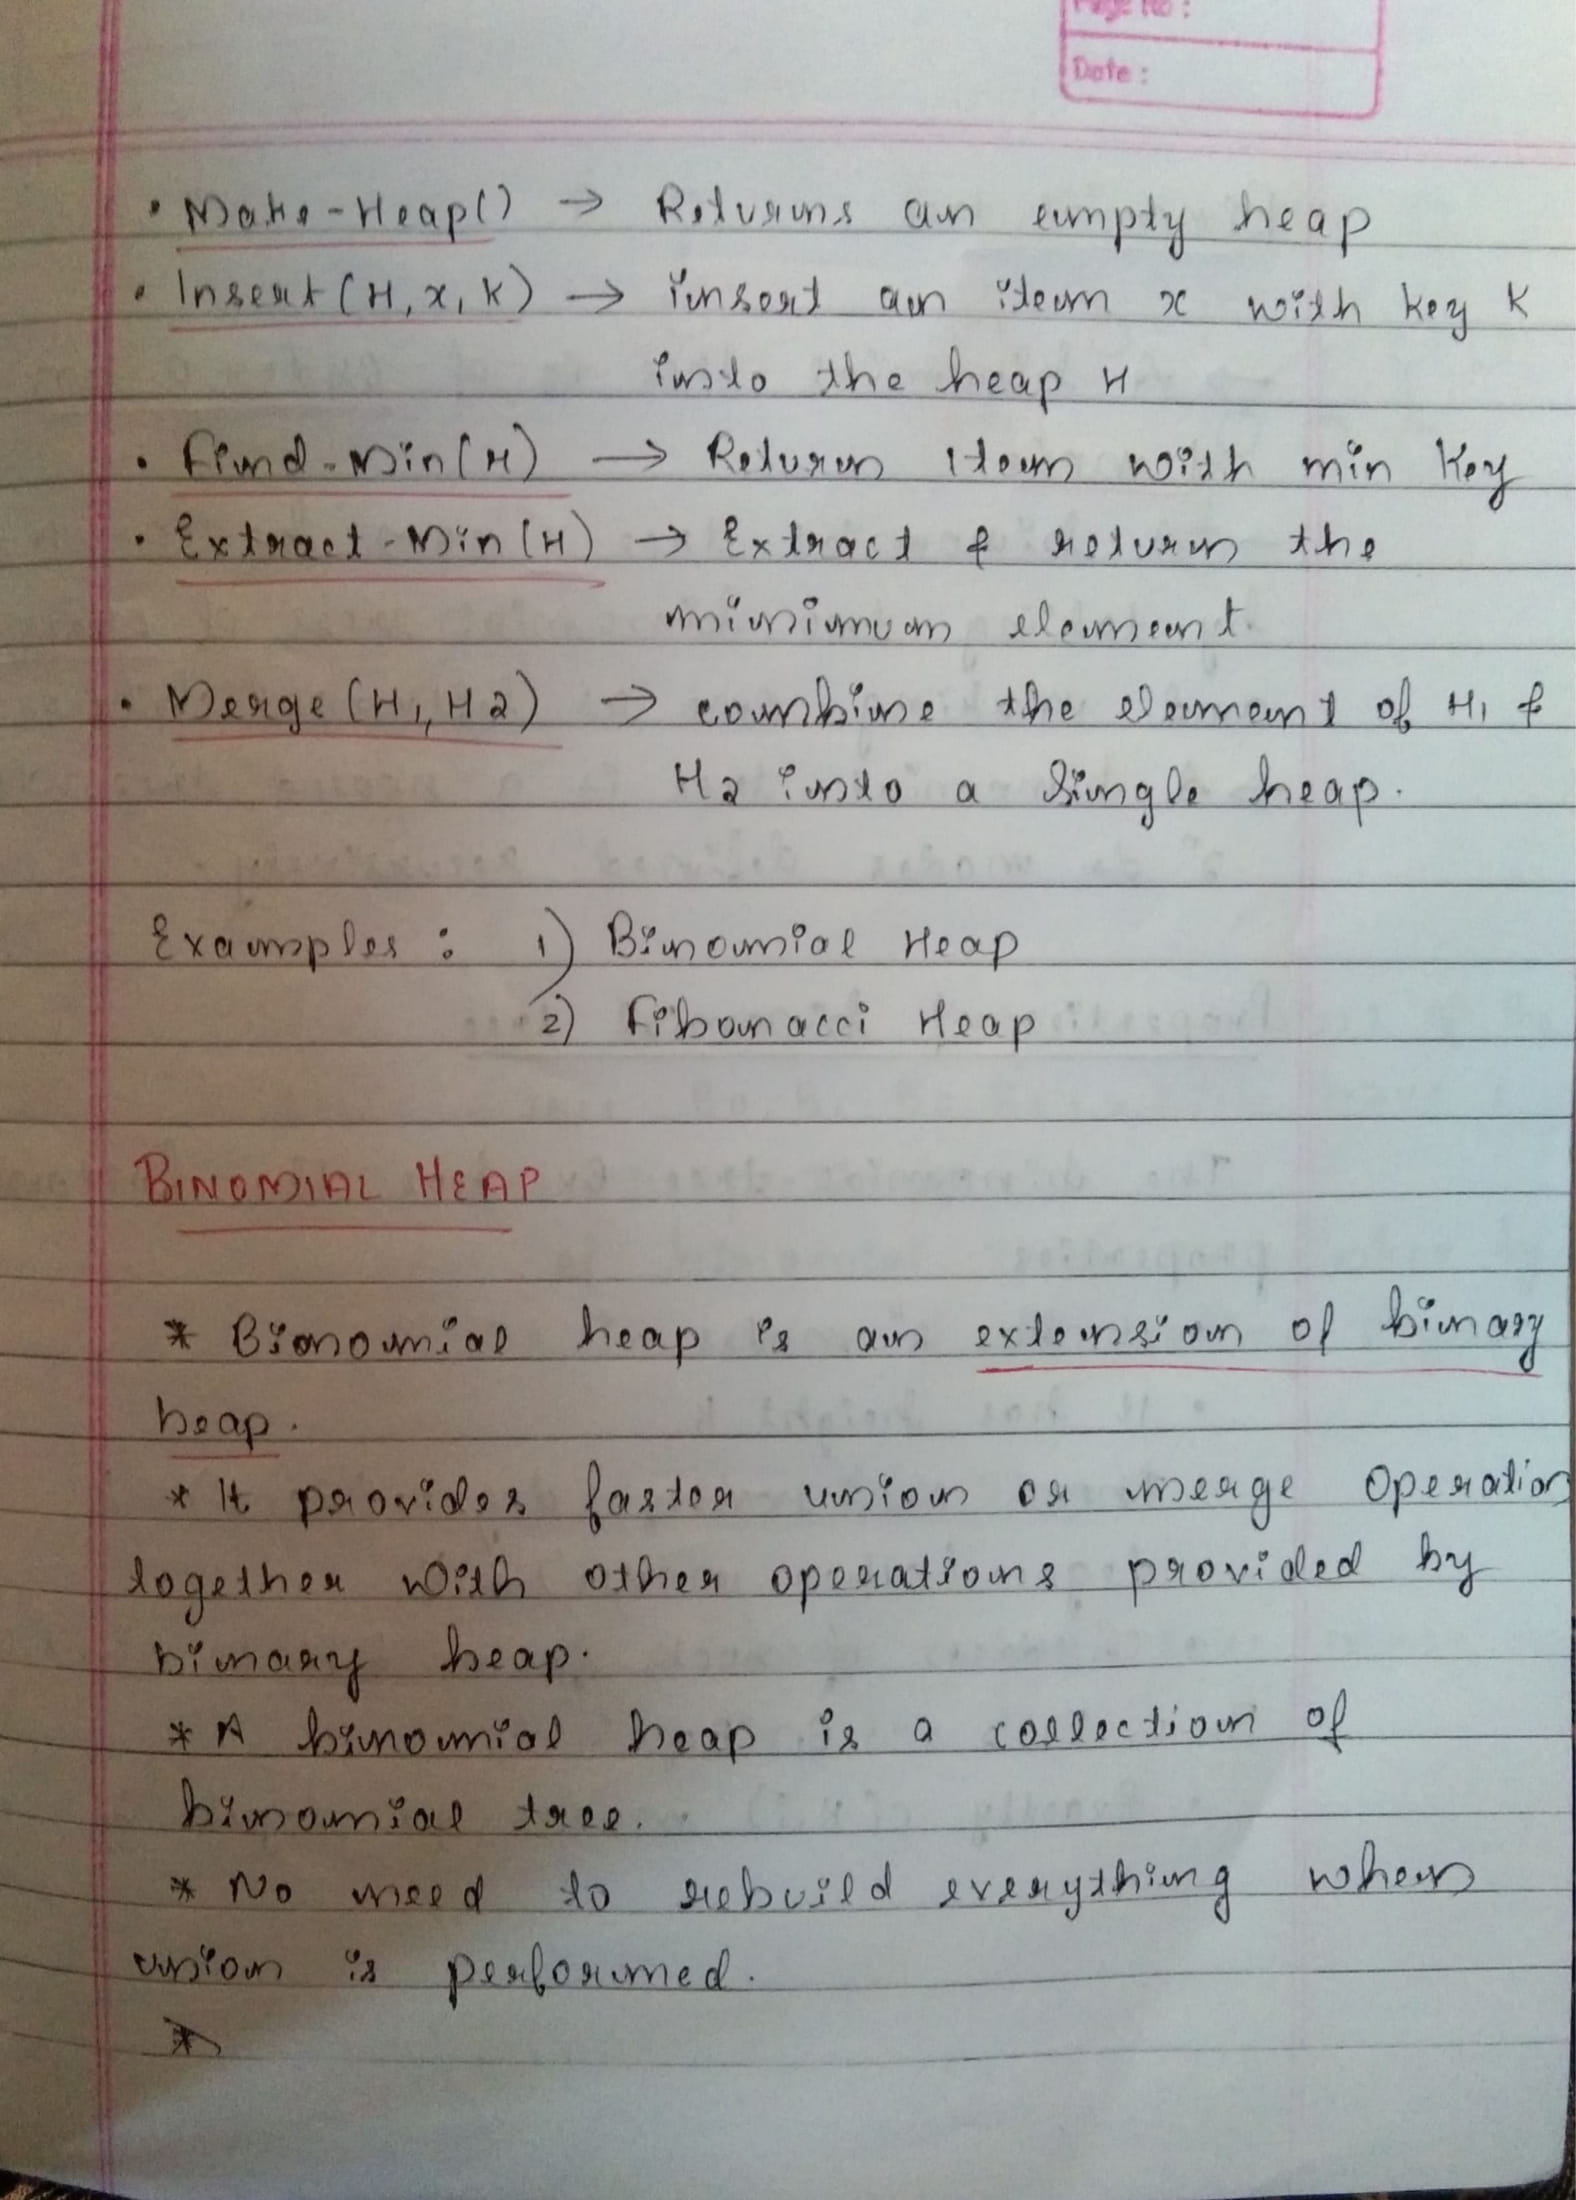 Page No :
Date :
• Make-Heap() → Returns an empty heap
• Insert(H, x, K) → insert an item x with key K
into the heap H
• Find-Min(H) → Return Item with min Key
• Extract-Min(H) → Extract & return the
minimum element.
• Merge(H1, H2) → combine the element of H1 &
H2 into a single heap.
Examples : 1) Binomial Heap
2) Fibonacci Heap
BINOMIAL HEAP
* Bionomial heap is an extension of binary
heap.
* It provides faster union or merge operation
together with other operations provided by
binary heap.
* A binomial heap is a collection of
binomial tree.
* No need to rebuild everything when
union is performed.
*